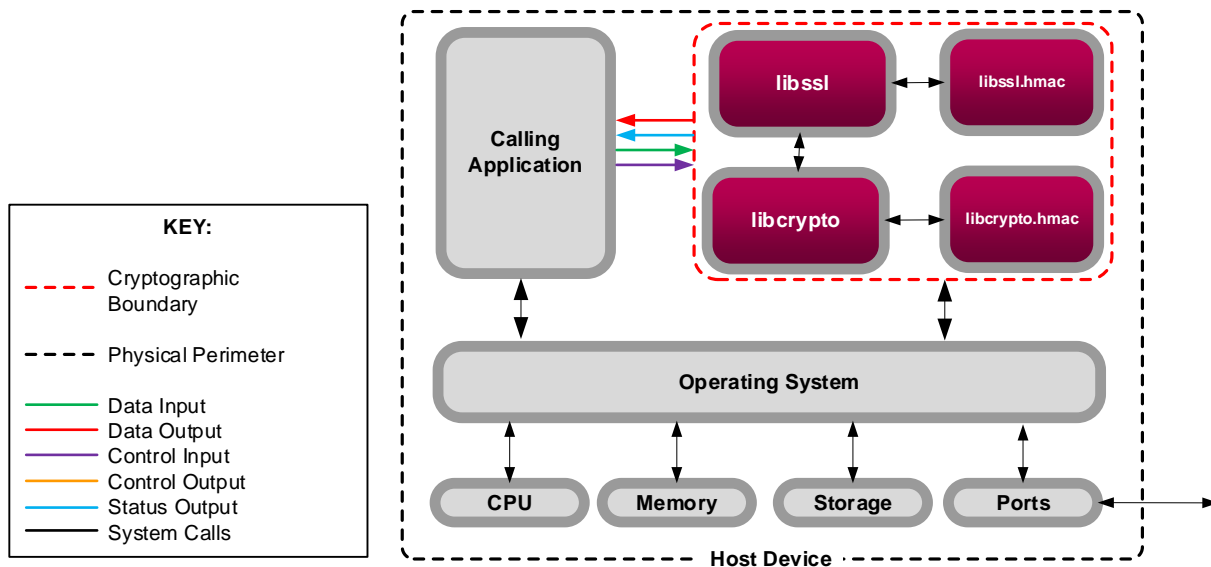 KEY:
Cryptographic
Boundary
Physical Perimeter
Data Input
Data Output
Control Input
Control Output
Status Output
System Calls
Calling
Application
libssl
libssl.hmac
libcrypto
libcrypto.hmac
Operating System
CPU
Memory
Storage
Ports
Host Device